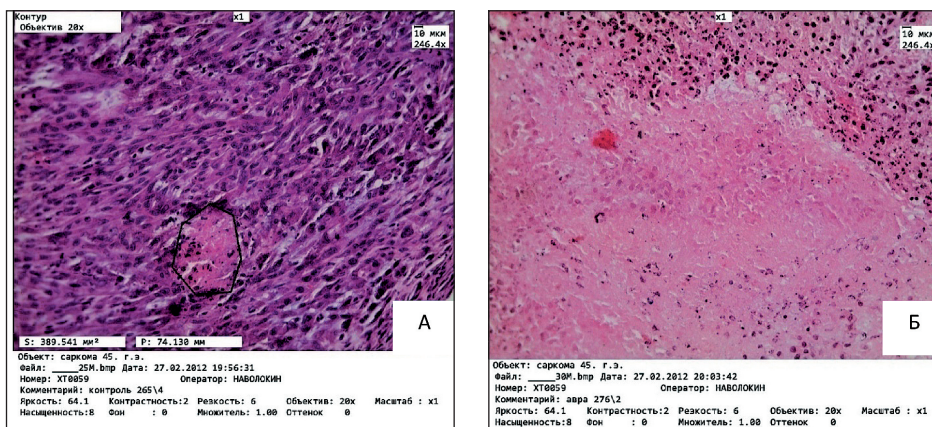 Контур
Объектив 20x
x1
10 мкм
246.4x
А
S: 389.541 мм² P: 74.130 мм
Объект: саркома 45. г.э.
Файл: _____25M.bmp Дата: 27.02.2012 19:56:31
Номер: XT0059 Оператор: НАВОЛОКИН
Комментарий: контроль 265\4
Яркость: 64.1 Контрастность:2 Резкость: 6 Объектив: 20x Масштаб : x1
Насыщенность:8 Фон : 0 Множитель: 1.00 Оттенок 0
x1
10 мкм
246.4x
Б
Объект: саркома 45. г.э.
Файл: _____30M.bmp Дата: 27.02.2012 20:03:42
Номер: XT0059 Оператор: НАВОЛОКИН
Комментарий: авра 276\2
Яркость: 64.1 Контрастность:2 Резкость: 6 Объектив: 20x Масштаб : x1
Насыщенность:8 Фон : 0 Множитель: 1.00 Оттенок 0